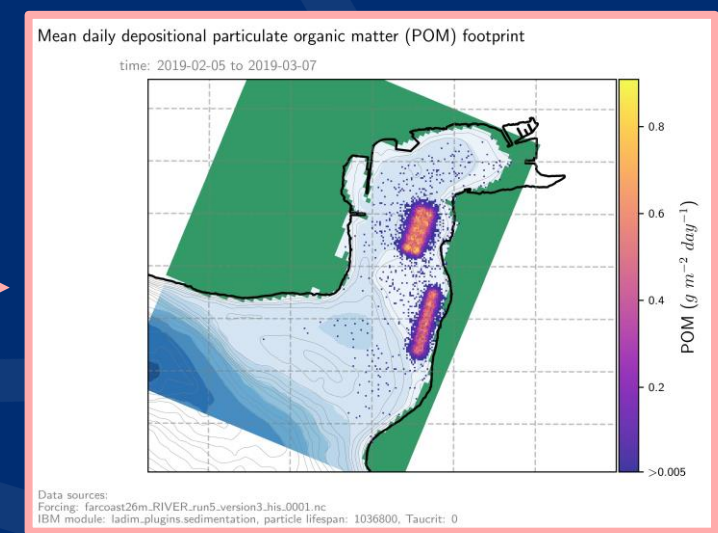 Mean daily depositional particulate organic matter (POM) footprint
time: 2019-02-05 to 2019-03-07
0.8
0.6
0.4
0.2
>0.005
POM (g m⁻² day⁻¹)
Data sources:
Forcing: farcoast26m_RIVER_run5_version3_his_0001.nc
IBM module: ladim_plugins.sedimentation, particle lifespan: 1036800, Taucrit: 0